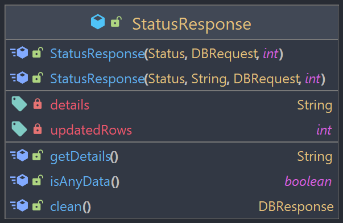 StatusResponse
StatusResponse(Status, DBRequest, int)
StatusResponse(Status, String, DBRequest, int)
details String
updatedRows int
getDetails() String
isAnyData() boolean
clean() DBResponse